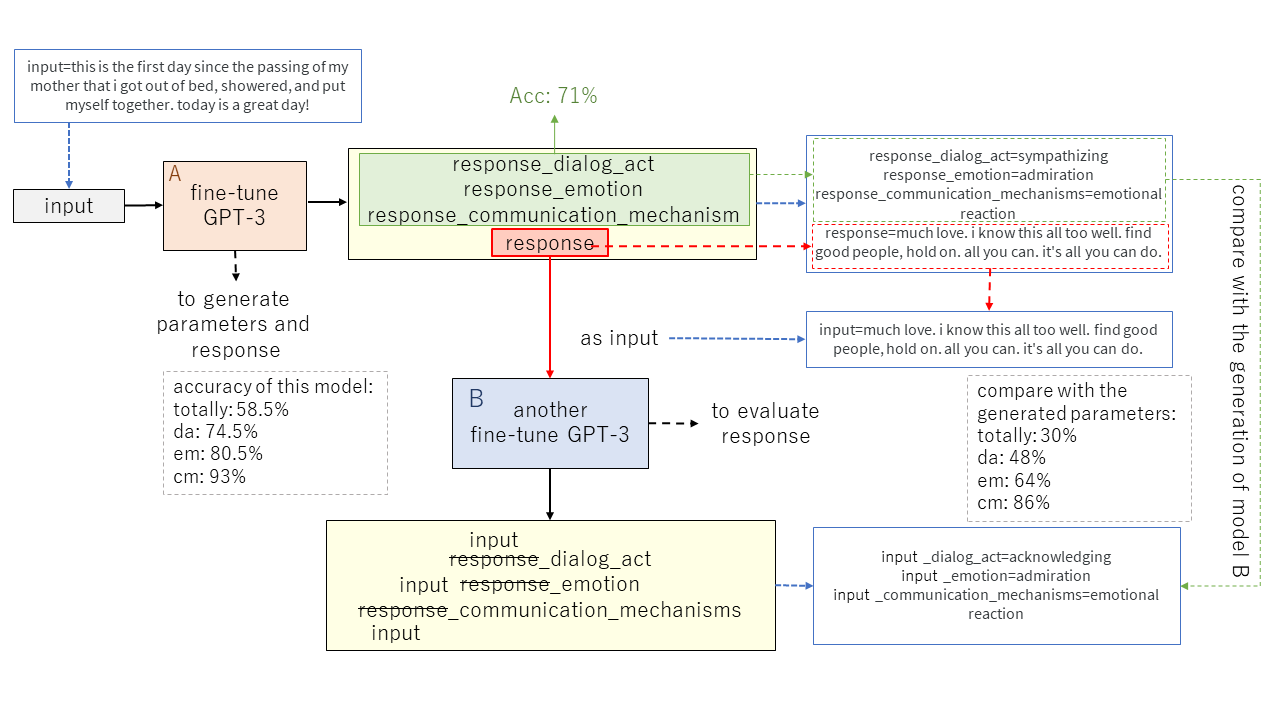 input=this is the first day since the passing of my
mother that i got out of bed, showered, and put
myself together. today is a great day!
input
A
fine-tune
GPT-3
to generate
parameters and
response
accuracy of this model:
totally: 58.5%
da: 74.5%
em: 80.5%
cm: 93%
Acc: 71%
response_dialog_act
response_emotion
response_communication_mechanism
response
response_dialog_act=sympathizing
response_emotion=admiration
response_communication_mechanisms=emotional
reaction
response=much love. i know this all too well. find
good people, hold on. all you can. it's all you can do.
as input
input=much love. i know this all too well. find good
people, hold on. all you can. it's all you can do.
B
another
fine-tune GPT-3
to evaluate
response
compare with the
generated parameters:
totally: 30%
da: 48%
em: 64%
cm: 86%
compare with the generation of model B
input
response_dialog_act
input response_emotion
response_communication_mechanisms
input
input _dialog_act=acknowledging
input _emotion=admiration
input _communication_mechanisms=emotional
reaction